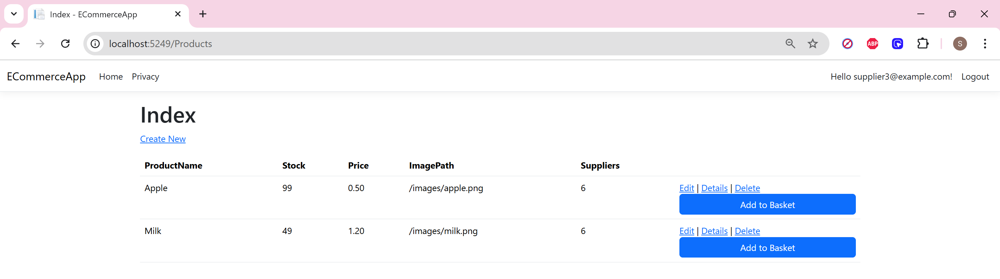 Index - ECommerceApp
localhost:5249/Products
ABP
S
ECommerceApp Home Privacy Hello supplier3@example.com! Logout
Index
Create New
ProductName Stock Price ImagePath Suppliers
Apple 99 0.50 /images/apple.png 6 Edit | Details | Delete
Add to Basket
Milk 49 1.20 /images/milk.png 6 Edit | Details | Delete
Add to Basket